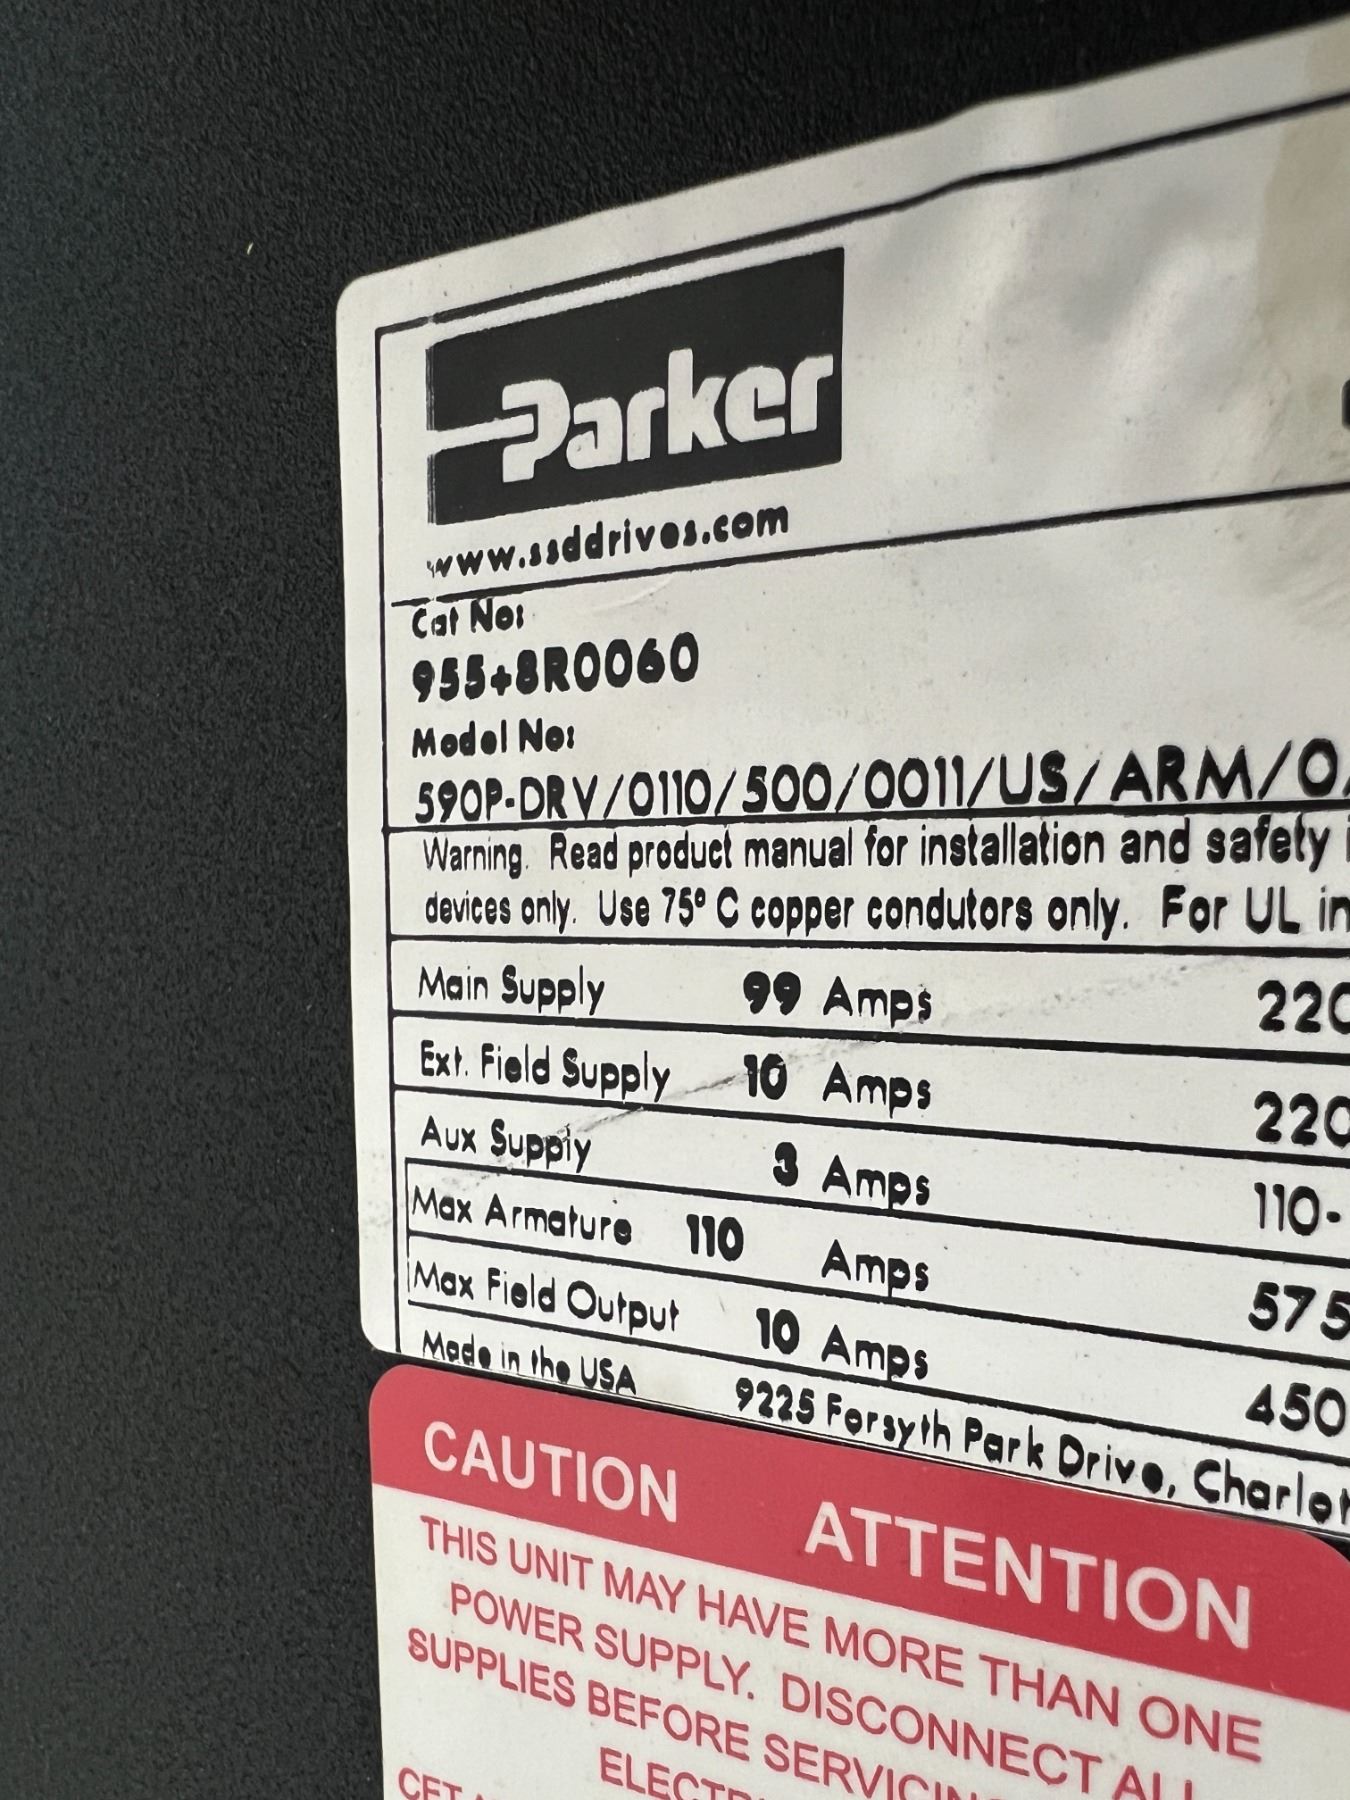 Parker
www.ssddrives.com
Cat No:
955+8R0060
Model No:
590P-DRV/0110/500/0011/US/ARM/0/
Warning. Read product manual for installation and safety
devices only. Use 75° C copper condutors only. For UL in
Main Supply 99 Amps 220
Ext. Field Supply 10 Amps 220
Aux Supply 3 Amps 110-
Max Armature 110 Amps 575
Max Field Output 10 Amps 450
Made in the USA 9225 Forsyth Park Drive, Charlot
CAUTION ATTENTION
THIS UNIT MAY HAVE MORE THAN ONE
POWER SUPPLY. DISCONNECT ALL
SUPPLIES BEFORE SERVICIN
ELECTR
CET